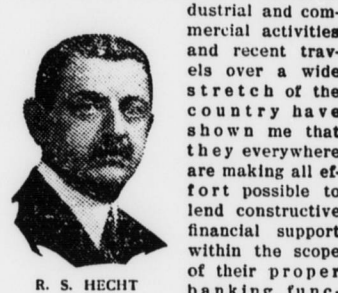 dustrial and com-
mercial activities
and recent trav-
els over a wide
stretch of the
country have
shown me that
they everywhere
are making all ef-
fort possible to
lend constructive
financial support
within the scope
of their proper
banking func-
R. S. HECHT